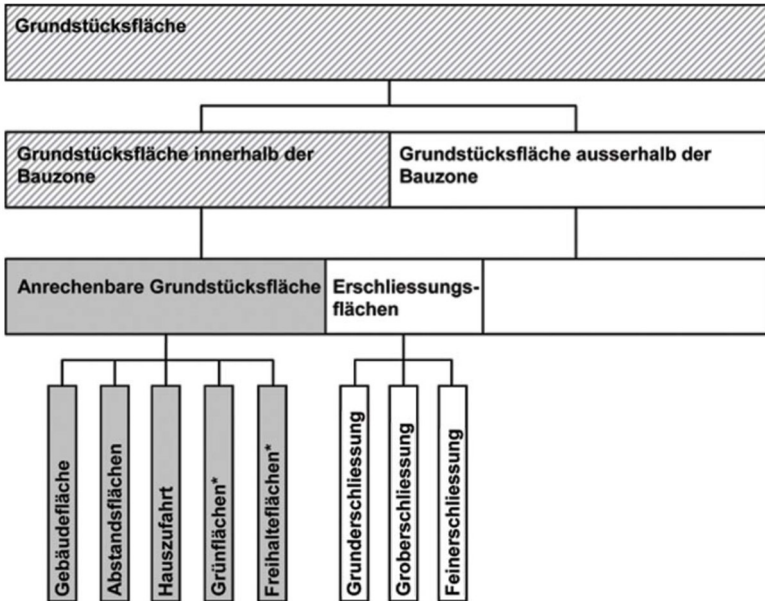 Grundstücksfläche
Grundstücksfläche innerhalb der
Bauzone
Grundstücksfläche ausserhalb der
Bauzone
Anrechenbare Grundstücksfläche
Erschliessungs-
flächen
Gebäudefläche
Abstandsflächen
Hauszufahrt
Grünflächen*
Freihalteflächen*
Grunderschliessung
Groberschliessung
Feinerschliessung